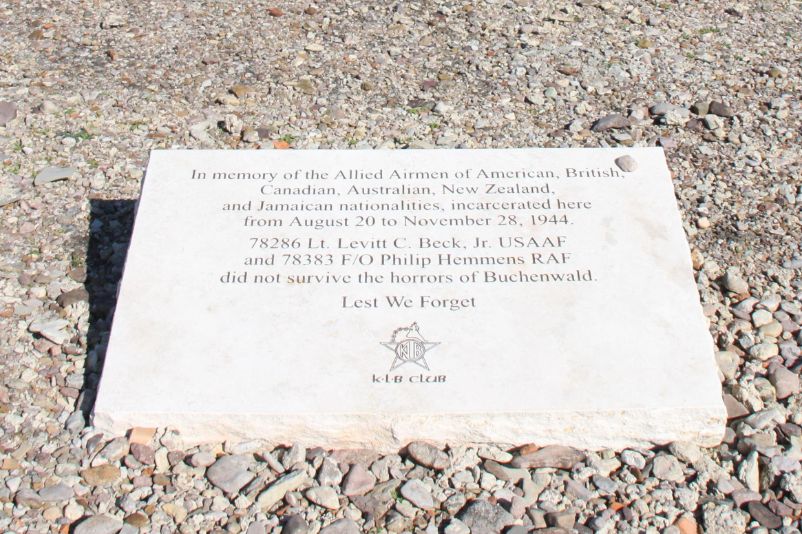 In memory of the Allied Airmen of American, British,
Canadian, Australian, New Zealand,
and Jamaican nationalities, incarcerated here
from August 20 to November 28, 1944.
78286 Lt. Levitt C. Beck, Jr. USAAF
and 78383 F/O Philip Hemmens RAF
did not survive the horrors of Buchenwald.
Lest We Forget
KLB
K·L·B CLUB